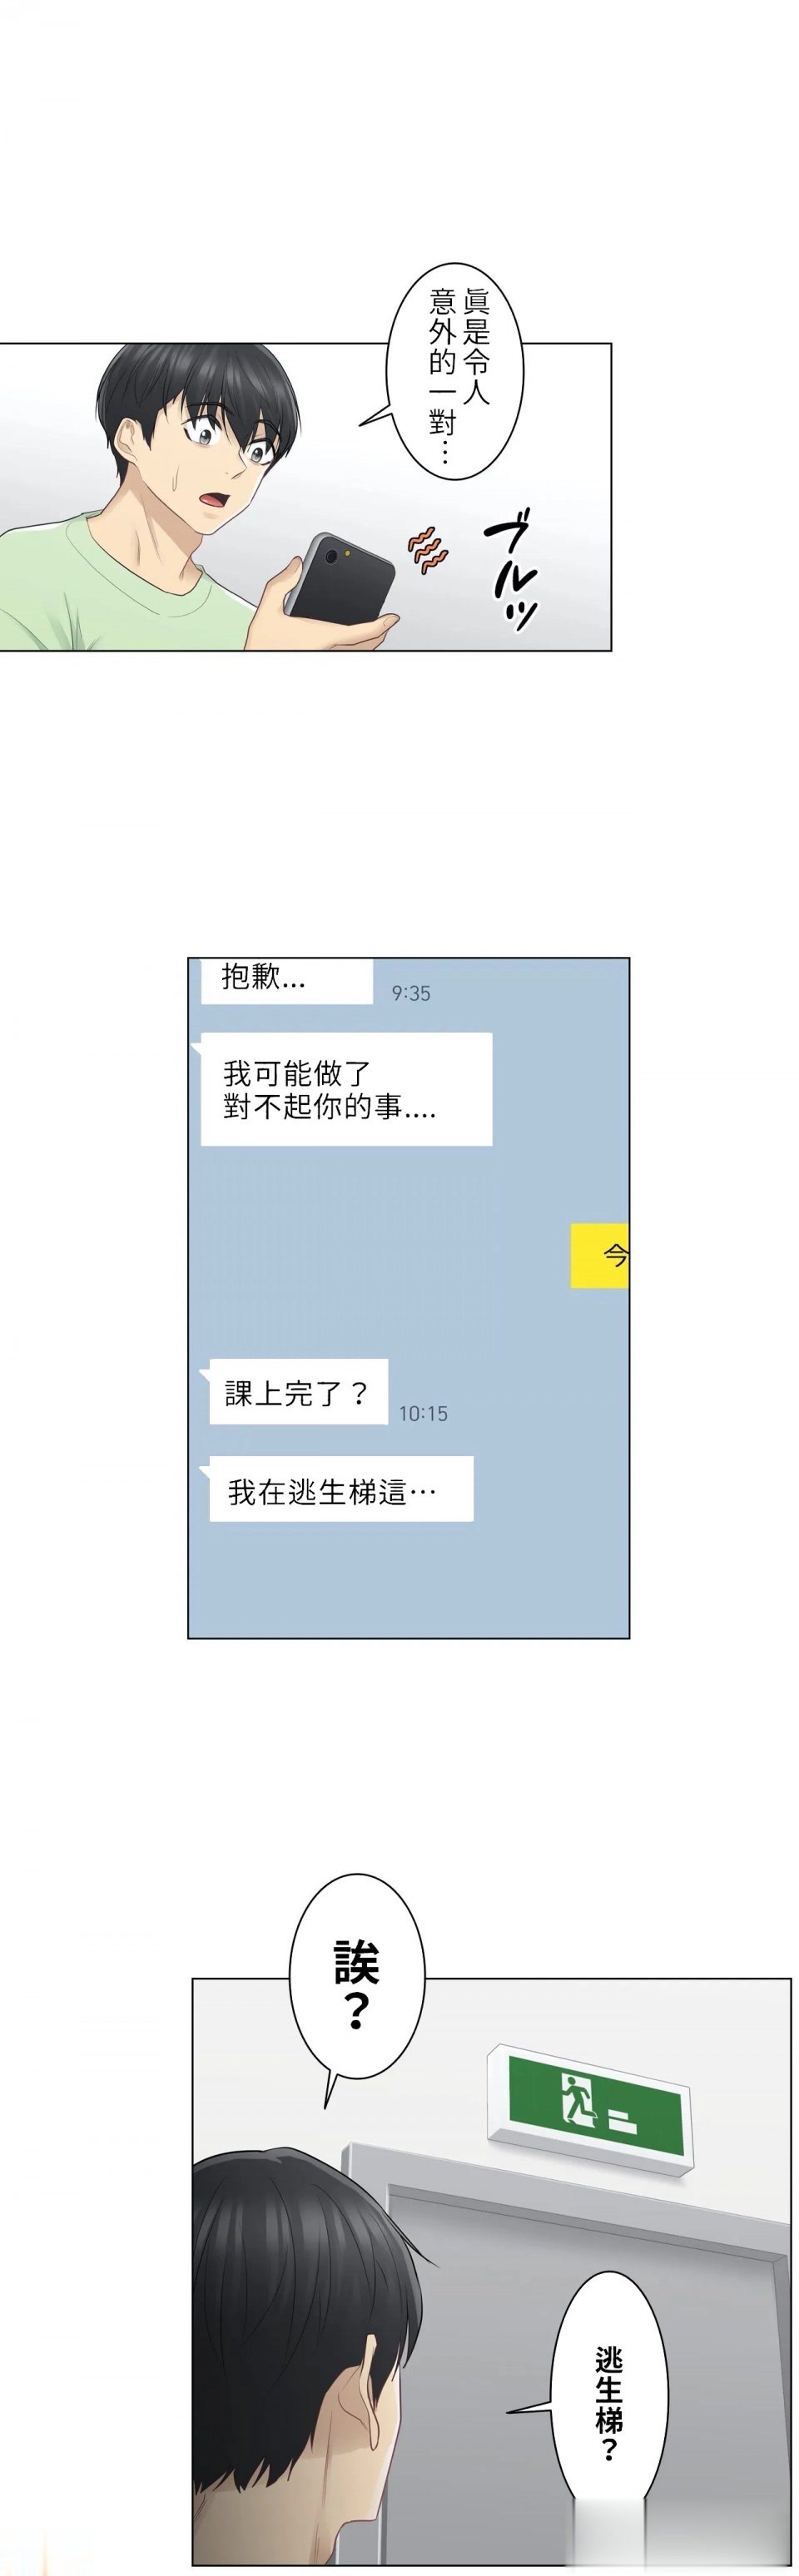 眞是令人
意外的一對…
ブルッ
抱歉...
9:35
我可能做了
對不起你的事....
今
課上完了？
10:15
我在逃生梯這…
誒？
逃生梯？